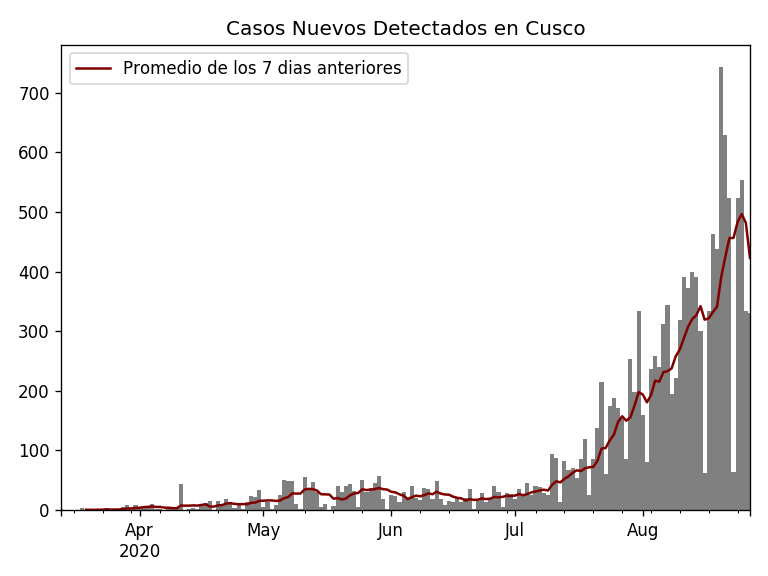 Casos Nuevos Detectados en Cusco
Promedio de los 7 dias anteriores
700
600
500
400
300
200
100
0
Apr
2020
May
Jun
Jul
Aug